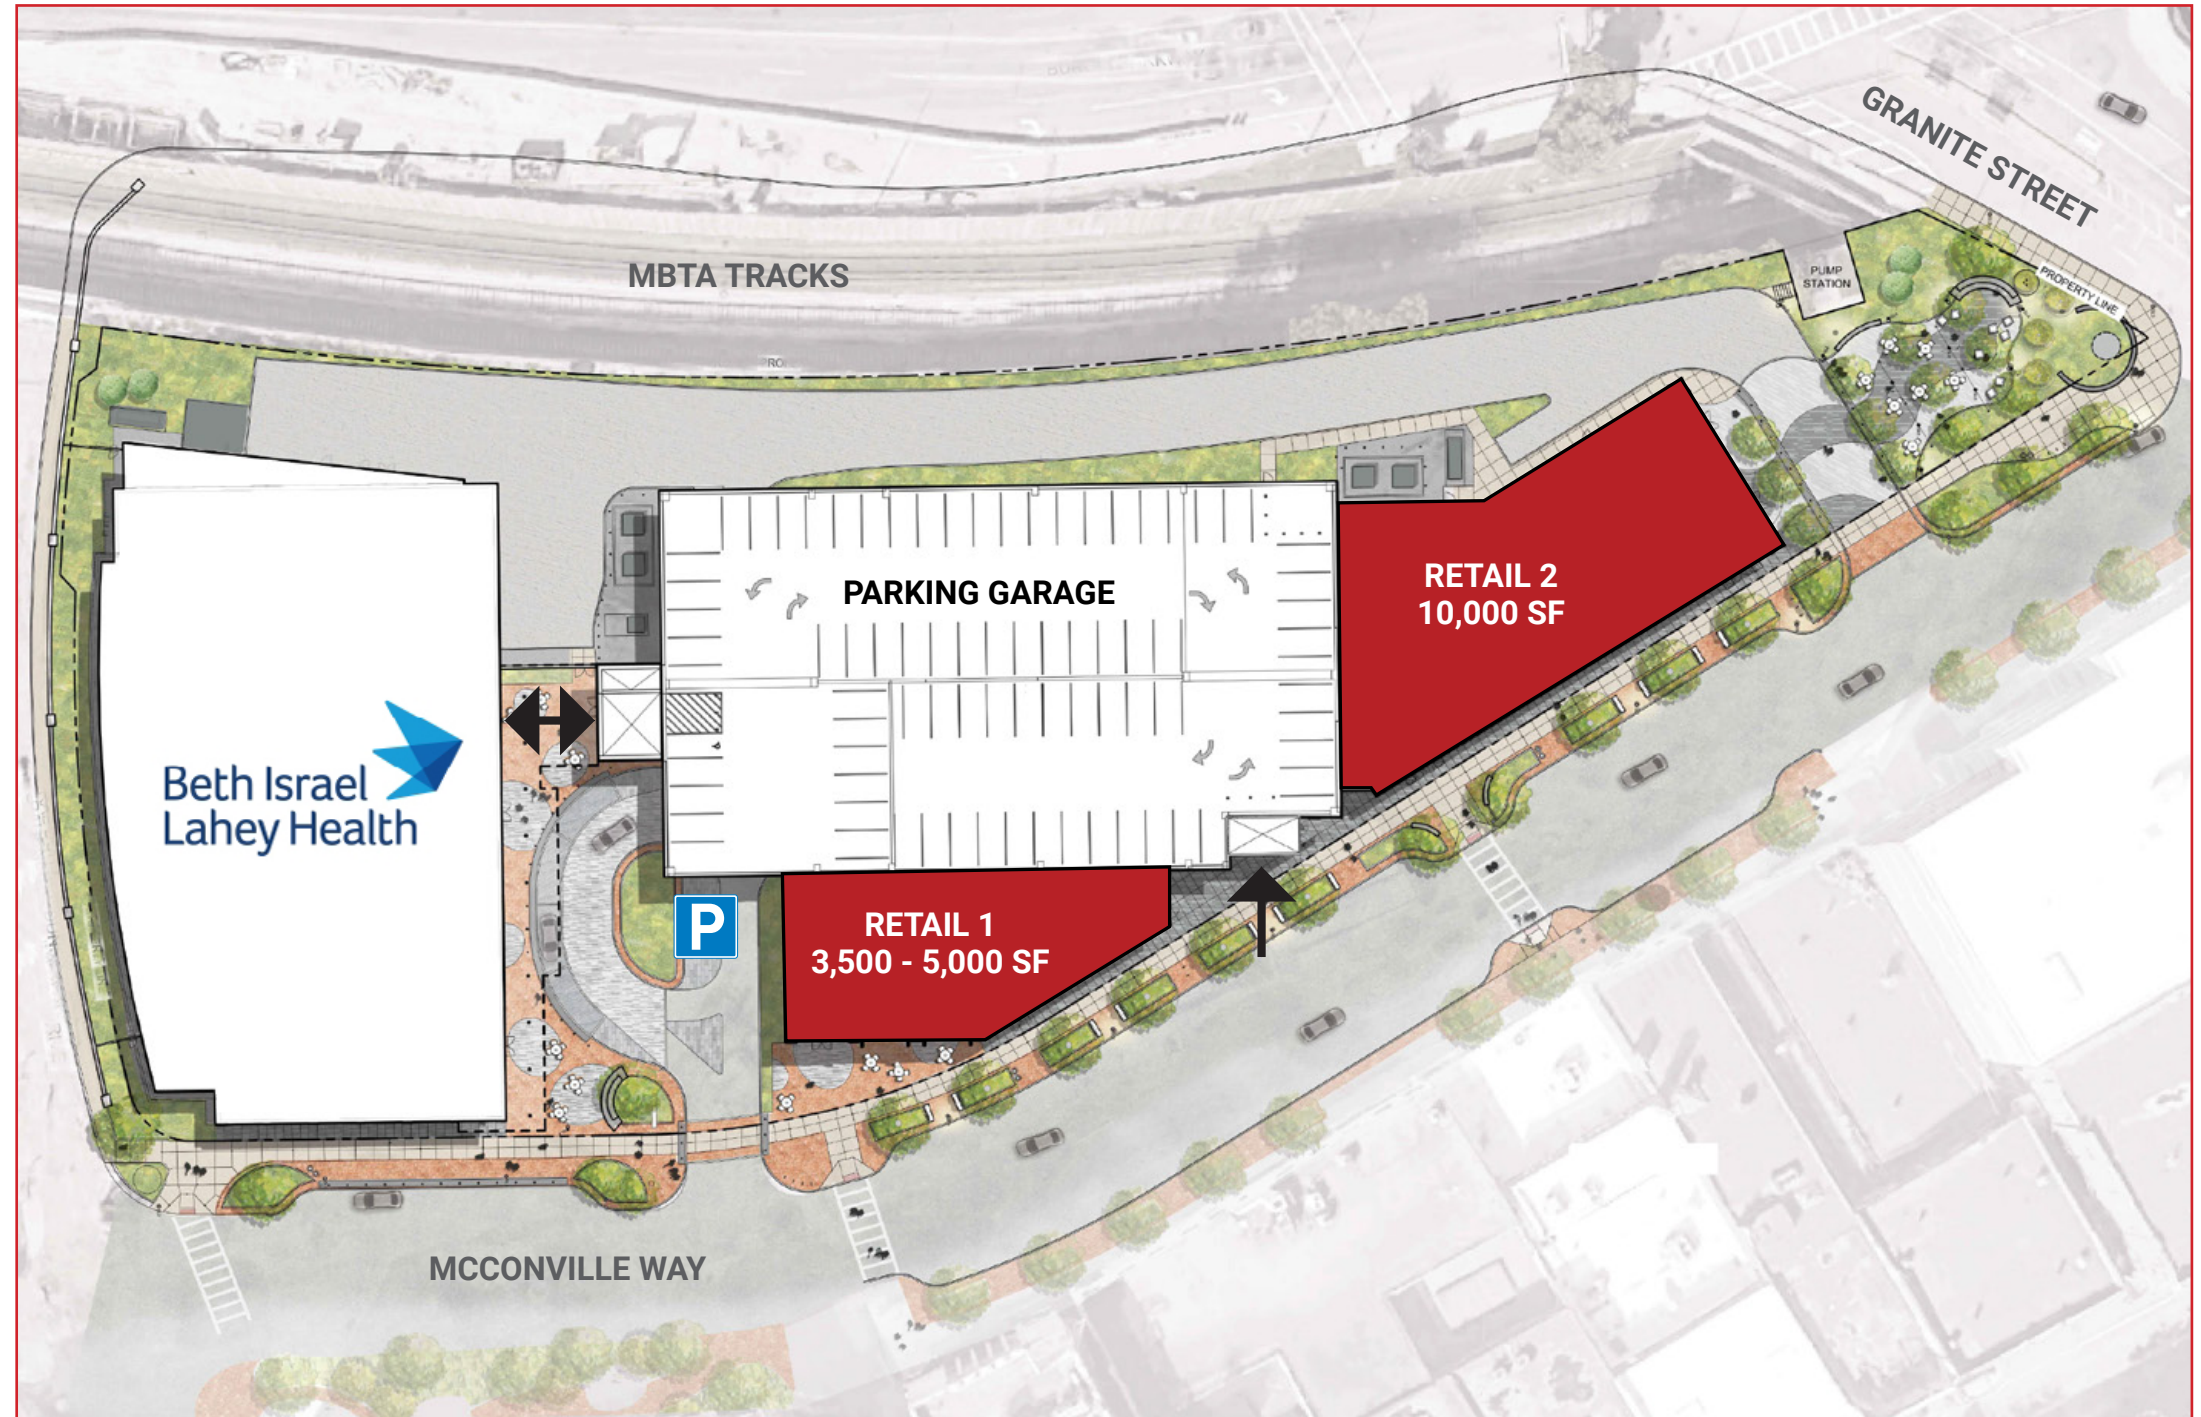 GRANITE STREET
MBTA TRACKS
PUMP
STATION
PROPERTY LINE
PARKING GARAGE
RETAIL 2
10,000 SF
Beth Israel
Lahey Health
P
RETAIL 1
3,500 - 5,000 SF
MCCONVILLE WAY